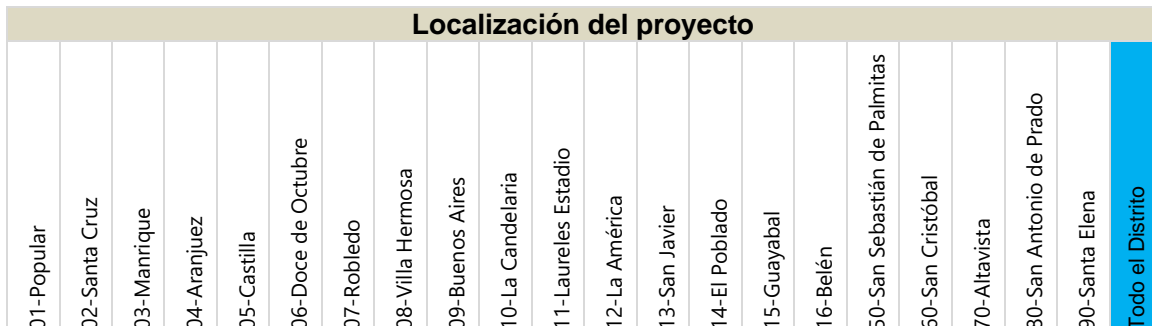 Localización del proyecto
01-Popular
02-Santa Cruz
03-Manrique
04-Aranjuez
05-Castilla
06-Doce de Octubre
07-Robledo
08-Villa Hermosa
09-Buenos Aires
10-La Candelaria
11-Laureles Estadio
12-La América
13-San Javier
14-El Poblado
15-Guayabal
16-Belén
50-San Sebastián de Palmitas
60-San Cristóbal
70-Altavista
80-San Antonio de Prado
90-Santa Elena
Todo el Distrito